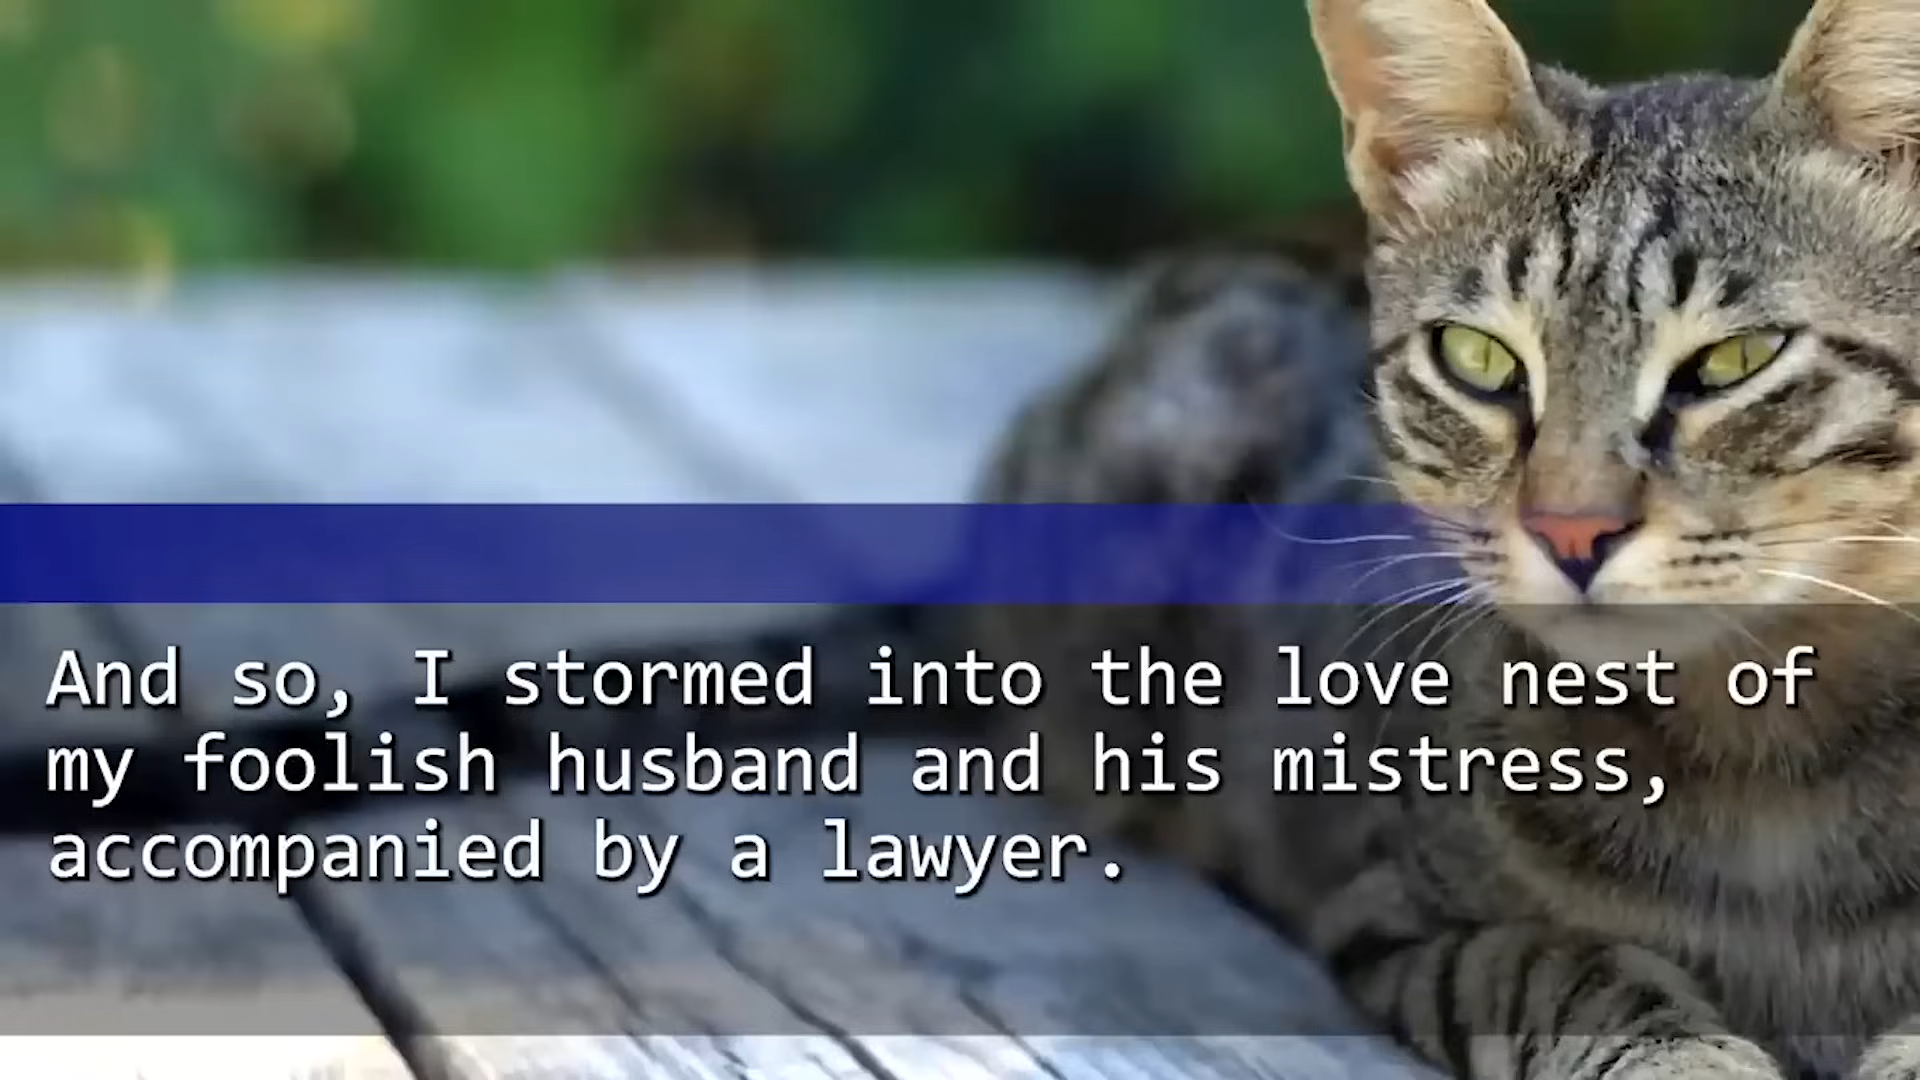 And so, I stormed into the love nest of
my foolish husband and his mistress,
accompanied by a lawyer.